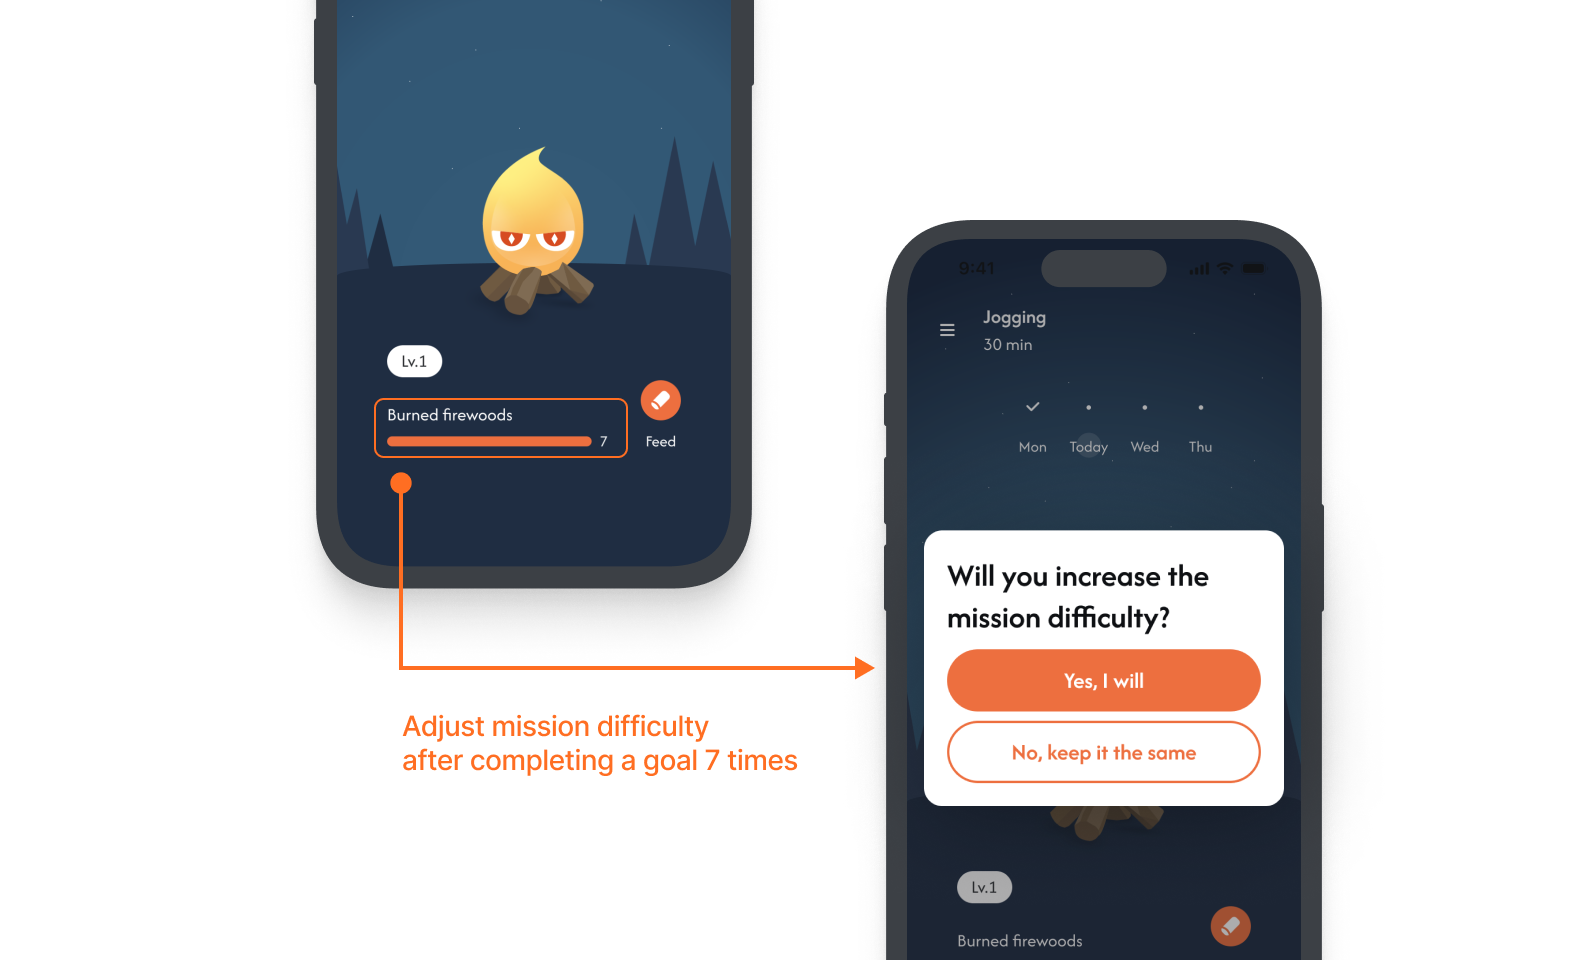 Lv.1
Burned firewoods
7
Feed
Adjust mission difficulty
after completing a goal 7 times
9:41
Jogging
30 min
Mon Today Wed Thu
Will you increase the
mission difficulty?
Yes, I will
No, keep it the same
Lv.1
Burned firewoods